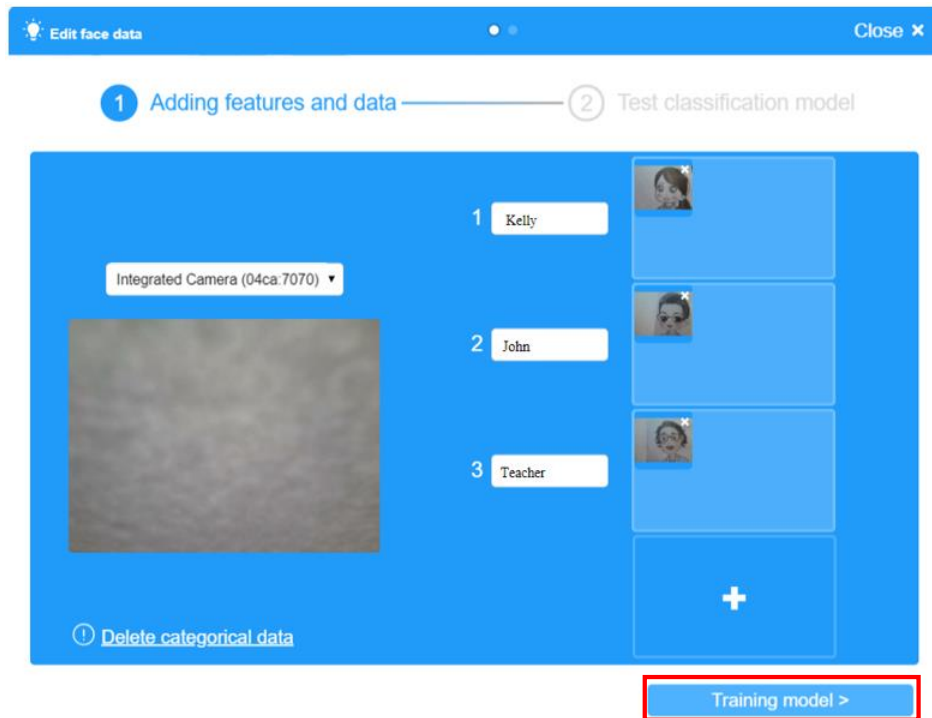 Edit face data
Close ×
1 Adding features and data
2 Test classification model
Integrated Camera (04ca:7070)
1 Kelly
2 John
3 Teacher
Delete categorical data
Training model >